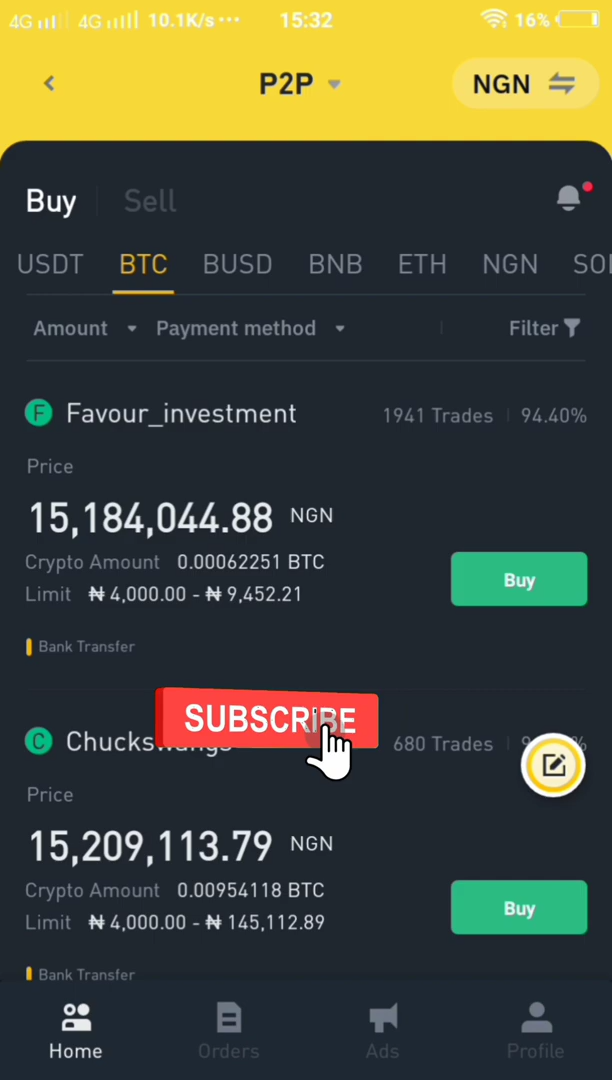 4G 4G 10.1K/s ··· 15:32 16%
P2P NGN
Buy Sell
USDT BTC BUSD BNB ETH NGN
Amount Payment method Filter
F Favour_investment 1941 Trades 94.40%
Price
15,184,044.88 NGN
Crypto Amount 0.00062251 BTC
Limit ₦ 4,000.00 - ₦ 9,452.21
Buy
Bank Transfer
SUBSCRIBE
C 680 Trades
Price
15,209,113.79 NGN
Crypto Amount 0.00954118 BTC
Limit ₦ 4,000.00 - ₦ 145,112.89
Buy
Bank Transfer
Home Orders Ads Profile